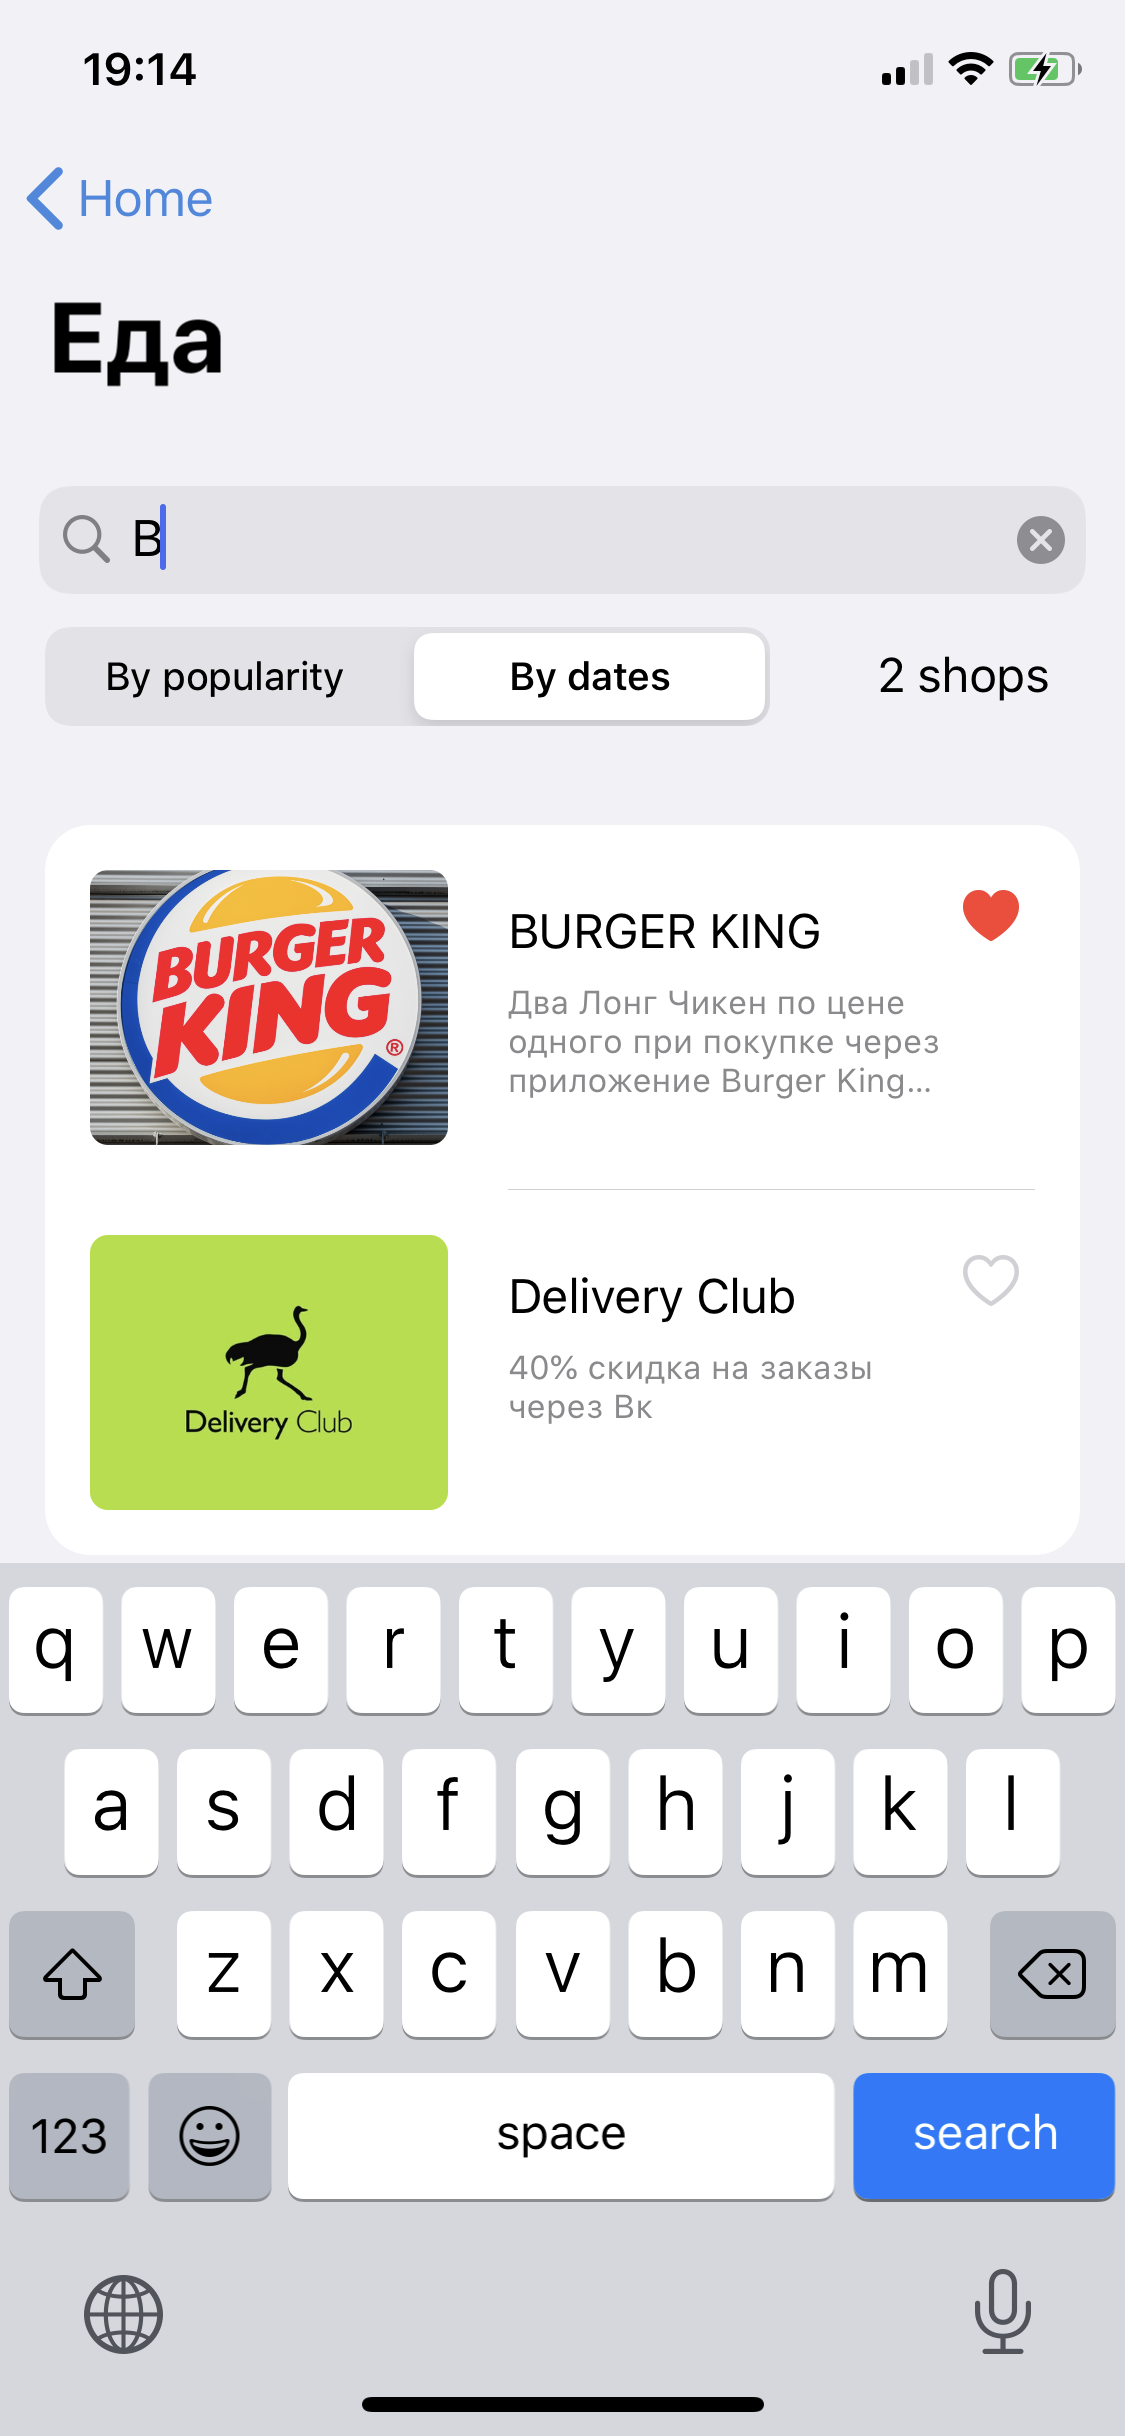 19:14
Home
Еда
B
By popularity
By dates
2 shops
BURGER
KING
®
BURGER KING
Два Лонг Чикен по цене
одного при покупке через
приложение Burger King...
Delivery Club
Delivery Club
40% скидка на заказы
через Вк
q w e r t y u i o p
a s d f g h j k l
z x c v b n m
123
space
search